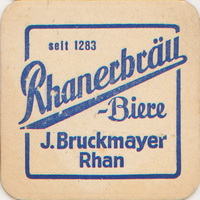 seit 1283
Rhanerbräu
-Biere
J. Bruckmayer
Rhan